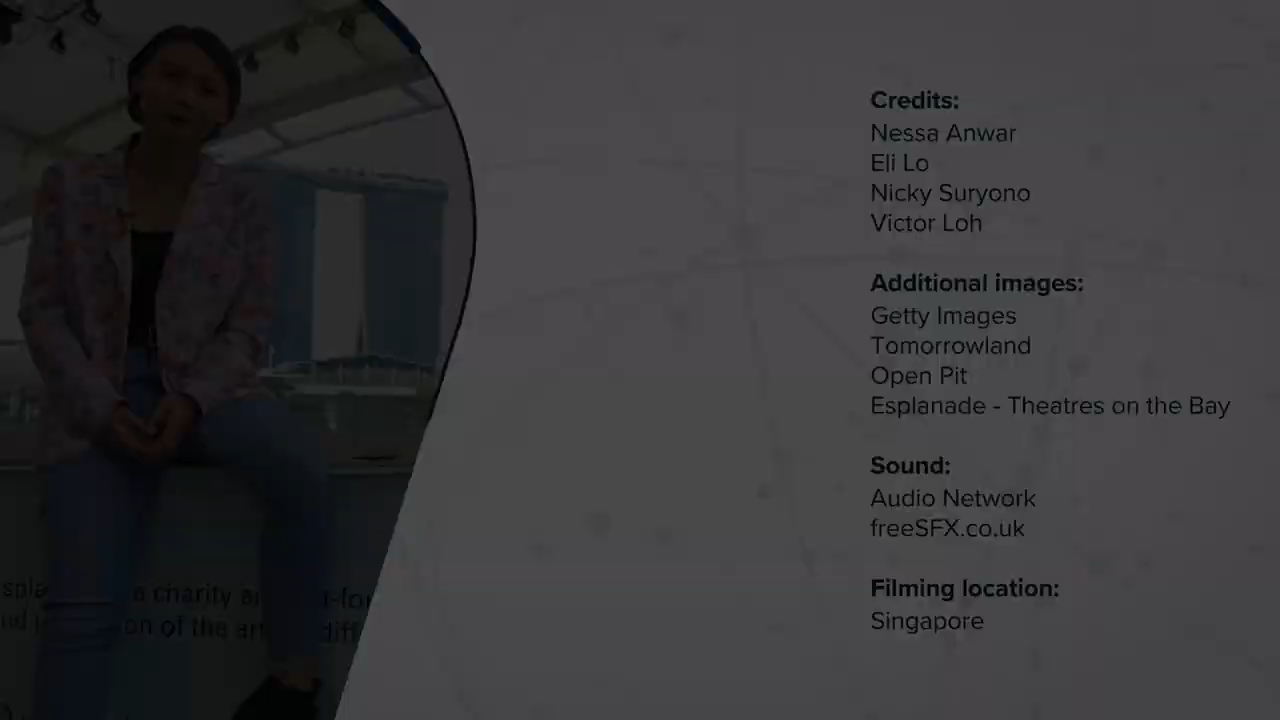 Credits:
Nessa Anwar
Eli Lo
Nicky Suryono
Victor Loh
Additional images:
Getty Images
Tomorrowland
Open Pit
Esplanade - Theatres on the Bay
Sound:
Audio Network
freeSFX.co.uk
Filming location:
Singapore
a charity
on of the